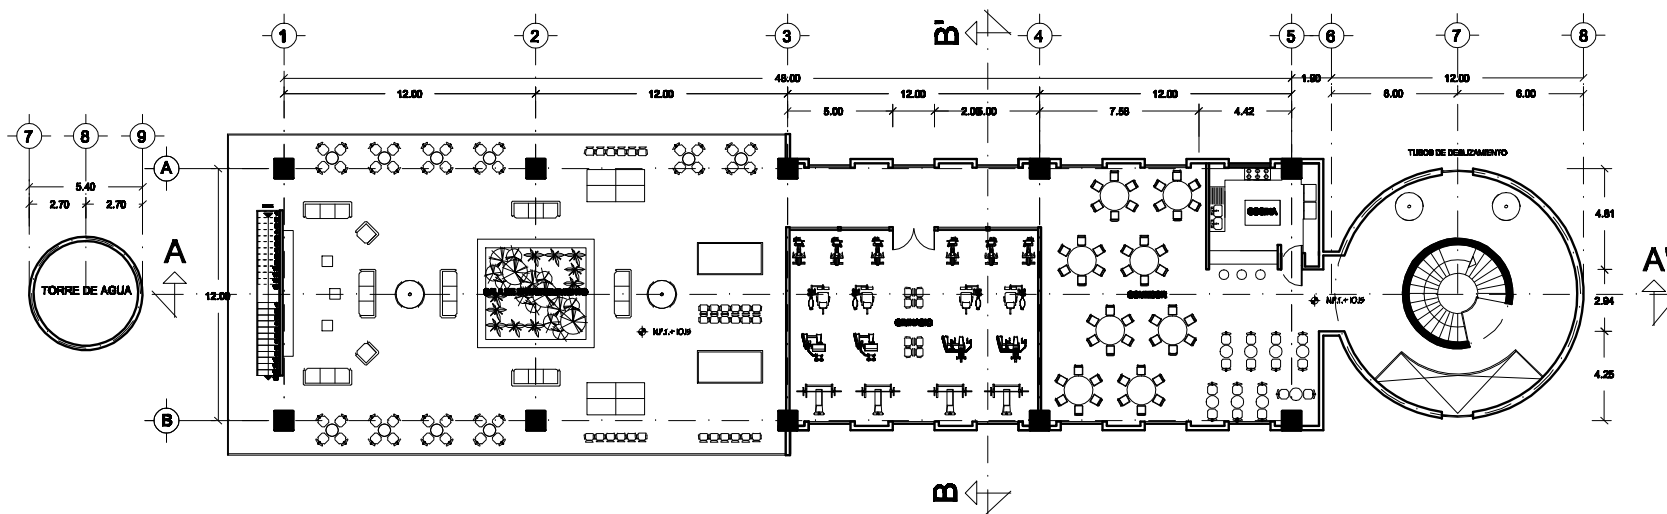 1 2 3 B' 4 5 6 7 8
48.00 1.90 12.00
12.00 12.00 12.00 12.00 6.00 6.00
5.00 5.00 7.58 4.42
7 8 9
A
TUBOS DE DESLIZAMIENTO
5.40
2.70 2.70
A
COCINA
4.81
A'
TORRE DE AGUA
12.00
COMEDOR
2.94
GIMNASIO
4.25
B
B